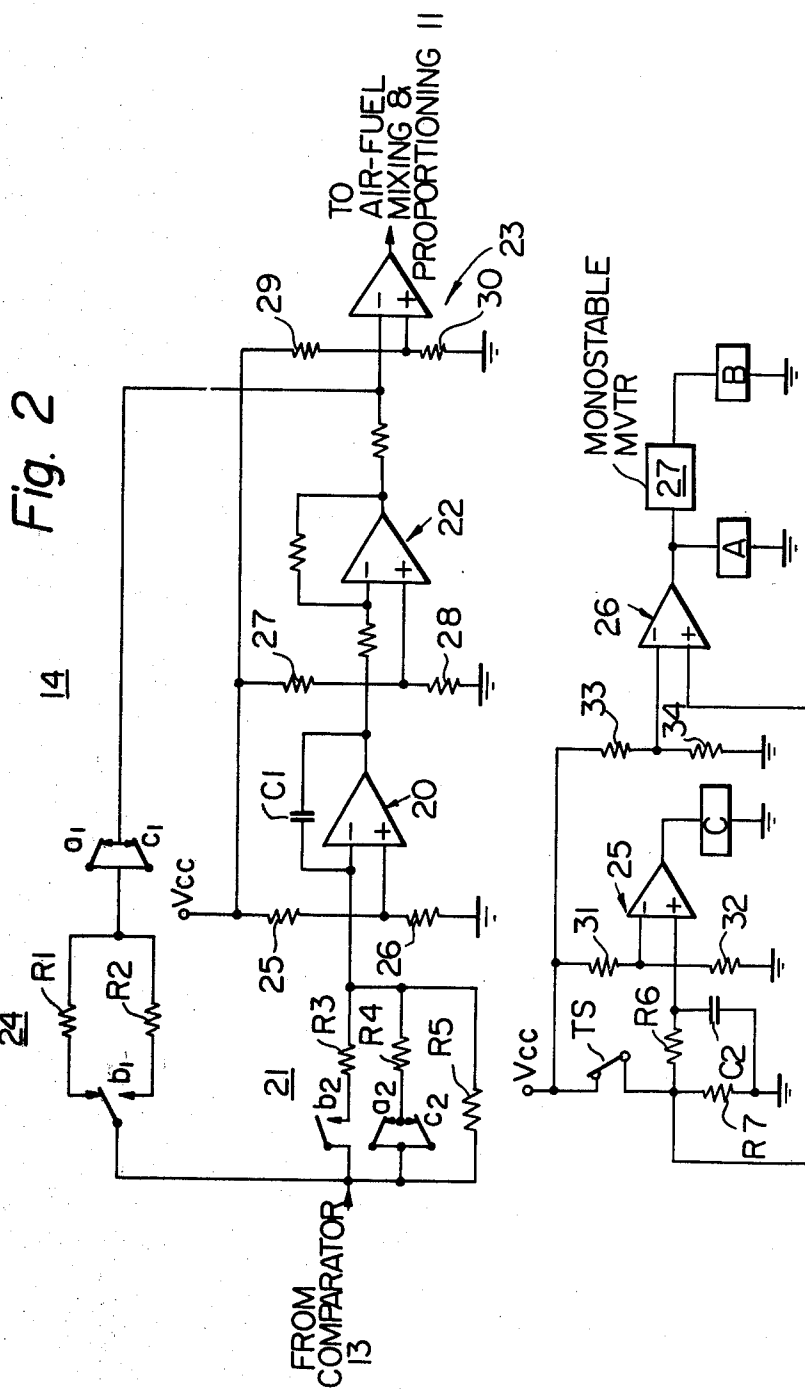 Fig. 2
14
24
R1
R2
b1
a1
c1
Vcc
29
TO
AIR-FUEL
MIXING &
PROPORTIONING 11
-
+
23
30
27
28
-
+
22
C1
-
+
20
25
26
21
b2
R3
a2
R4
c2
R5
FROM
COMPARATOR
13
Vcc
TS
R6
R7
C2
31
32
25
-
+
C
33
34
26
-
+
A
MONOSTABLE
MVTR
27
B